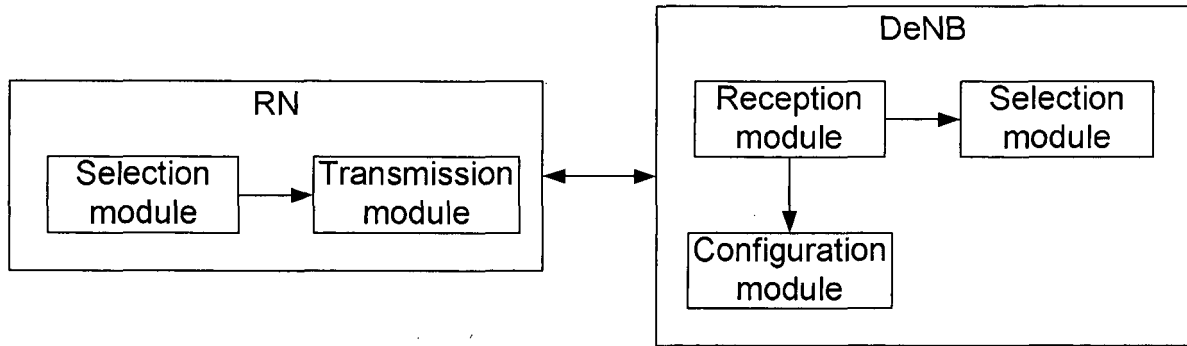 RN
Selection
module
Transmission
module
DeNB
Reception
module
Selection
module
Configuration
module